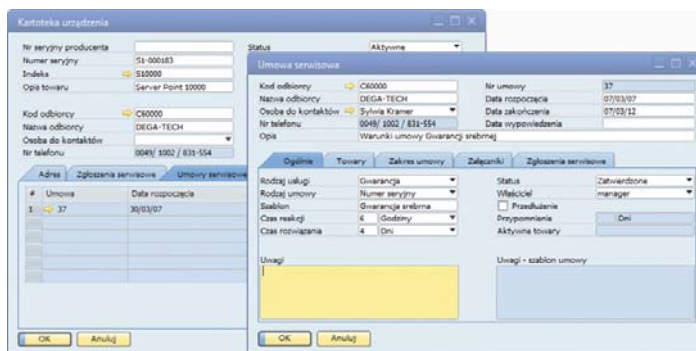 Kartoteka urządzenia
Nr seryjny producenta
Numer seryjny S1-000183
Indeks S10000
Opis towaru Server Point 10000
Status Aktywne
Kod odbiorcy C60000
Nazwa odbiorcy DEGA-TECH
Osoba do kontaktów
Nr telefonu 0049/ 1002 / 831-554
Adres Zgłoszenia serwisowe Umowy serwisowe
# Umowa Data rozpoczęcia
1 37 30/03/07
OK Anuluj
Umowa serwisowa
Kod odbiorcy C60000
Nazwa odbiorcy DEGA-TECH
Osoba do kontaktów Sylwia Kramer
Nr telefonu 0049/ 1002 / 831-554
Opis Warunki umowy Gwarancji srebrnej
Nr umowy 37
Data rozpoczęcia 07/03/07
Data zakończenia 07/03/12
Data wypowiedzenia
Ogólnie Towary Zakres umowy Załączniki Zgłoszenia serwisowe
Rodzaj usługi Gwarancja
Rodzaj umowy Numer seryjny
Szablon Gwarancja srebrna
Czas reakcji 6 Godziny
Czas rozwiązania 4 Dni
Status Zatwierdzone
Właściciel manager
Przedłużenie
Przypomnienie Dni
Aktywne towary
Uwagi
Uwagi - szablon umowy
OK Anuluj